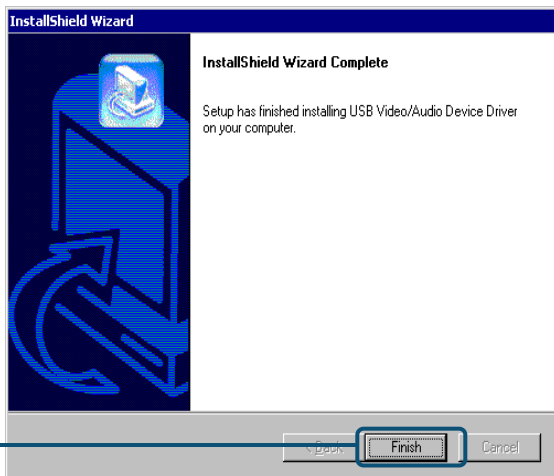 InstallShield Wizard
InstallShield Wizard Complete
Setup has finished installing USB Video/Audio Device Driver
on your computer.
< Back
Finish
Cancel